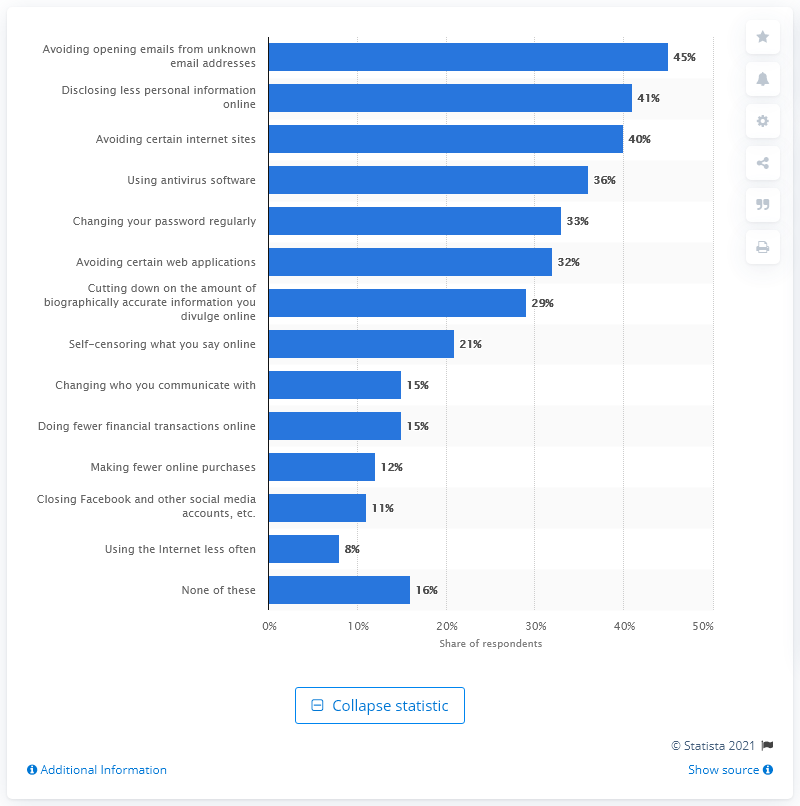 Avoiding opening emails from unknown
email addresses
45%
Disclosing less personal information
online
41%
Avoiding certain internet sites
40%
Using antivirus software
36%
Changing your password regularly
33%
Avoiding certain web applications
32%
Cutting down on the amount of
biographically accurate information you
divulge online
29%
Self-censoring what you say online
21%
Changing who you communicate with
15%
Doing fewer financial transactions online
15%
Making fewer online purchases
12%
Closing Facebook and other social media
accounts, etc.
11%
Using the Internet less often
8%
None of these
16%
0% 10% 20% 30% 40% 50%
Share of respondents
Collapse statistic
© Statista 2021
Additional Information
Show source